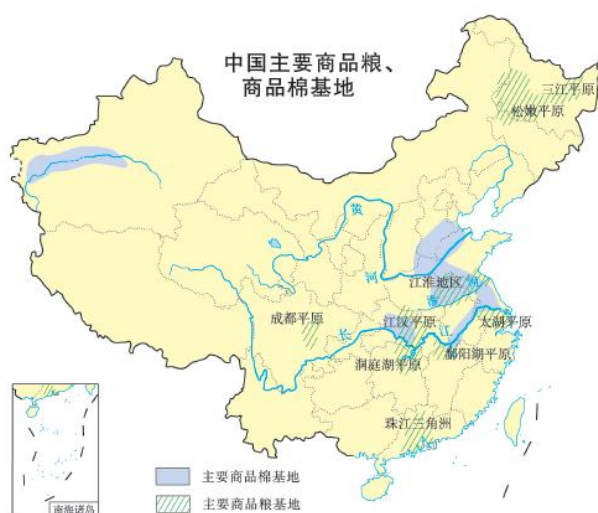 中国主要商品粮、
商品棉基地
三江平原
松嫩平原
黄
河
江淮地区
淮
河
成都平原
江汉平原
长
江
太湖平原
鄱阳湖平原
洞庭湖平原
珠江三角洲
主要商品棉基地
主要商品粮基地
南海诸岛